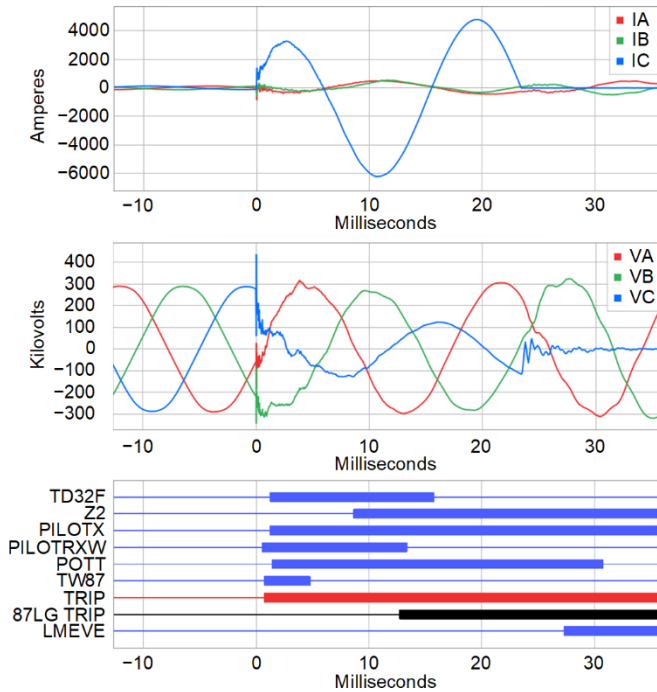 4000
2000
0
−2000
−4000
−6000
Amperes
IA
IB
IC
−10 0 10 20 30
Milliseconds
400
300
200
100
0
−100
−200
−300
Kilovolts
VA
VB
VC
−10 0 10 20 30
Milliseconds
TD32F
Z2
PILOTX
PILOTRXW
POTT
TW87
TRIP
87LG TRIP
LMEVE
−10 0 10 20 30
Milliseconds